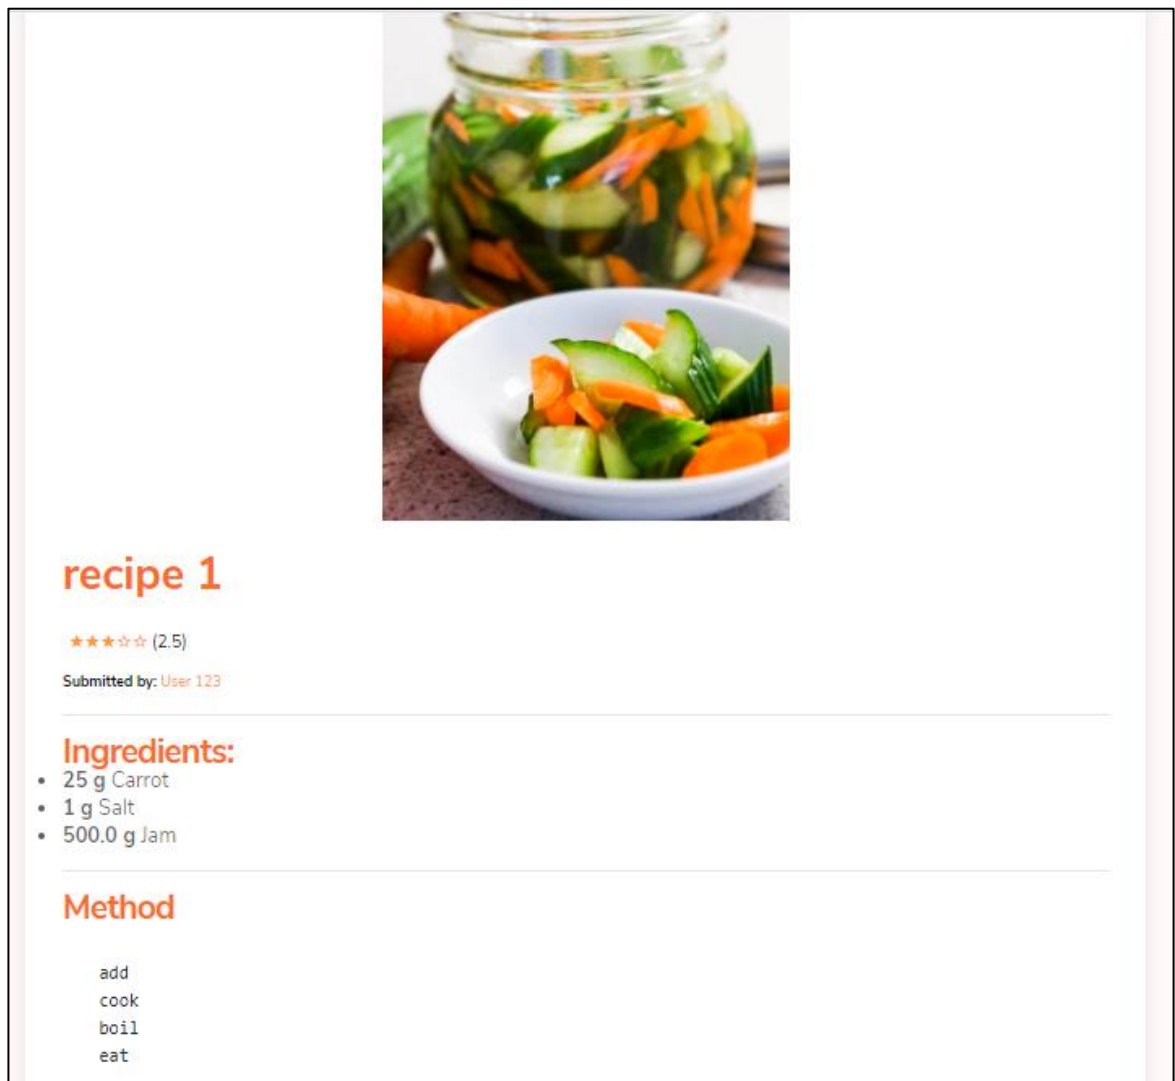 recipe 1
★★★☆☆ (2.5)
Submitted by: User 123
Ingredients:
• 25 g Carrot
• 1 g Salt
• 500.0 g Jam
Method
add
cook
boil
eat